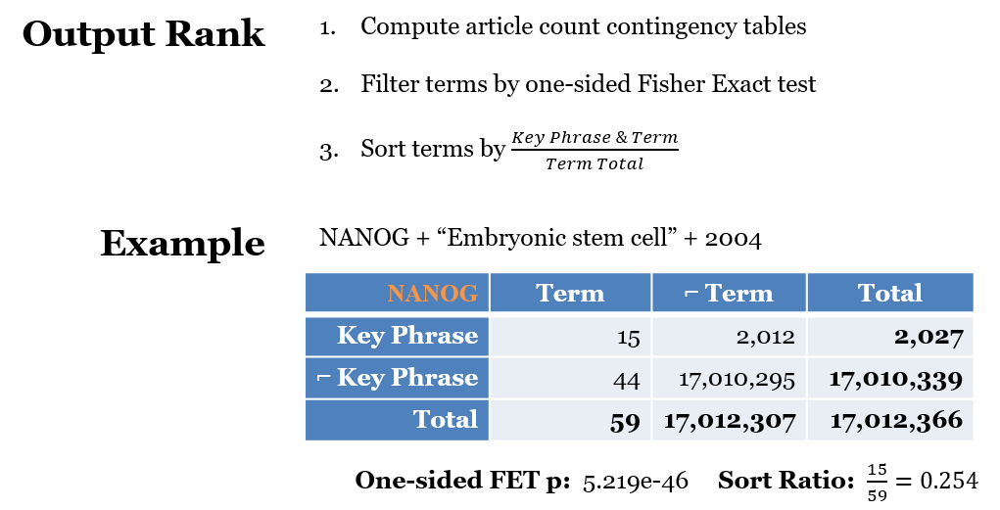 Output Rank
1. Compute article count contingency tables
2. Filter terms by one-sided Fisher Exact test
3. Sort terms by Key Phrase & Term / Term Total
Example
NANOG + “Embryonic stem cell” + 2004
NANOG Term ⌐ Term Total
Key Phrase 15 2,012 2,027
⌐ Key Phrase 44 17,010,295 17,010,339
Total 59 17,012,307 17,012,366
One-sided FET p: 5.219e-46 Sort Ratio: 15/59 = 0.254